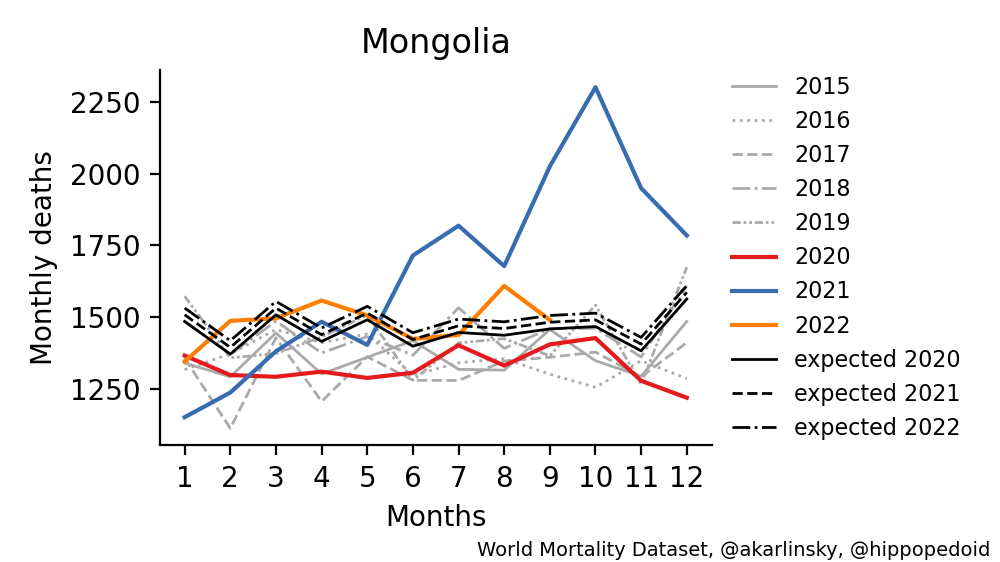 Mongolia
Monthly deaths
2250
2000
1750
1500
1250
1 2 3 4 5 6 7 8 9 10 11 12
Months
2015
2016
2017
2018
2019
2020
2021
2022
expected 2020
expected 2021
expected 2022
World Mortality Dataset, @akarlinsky, @hippopedoid